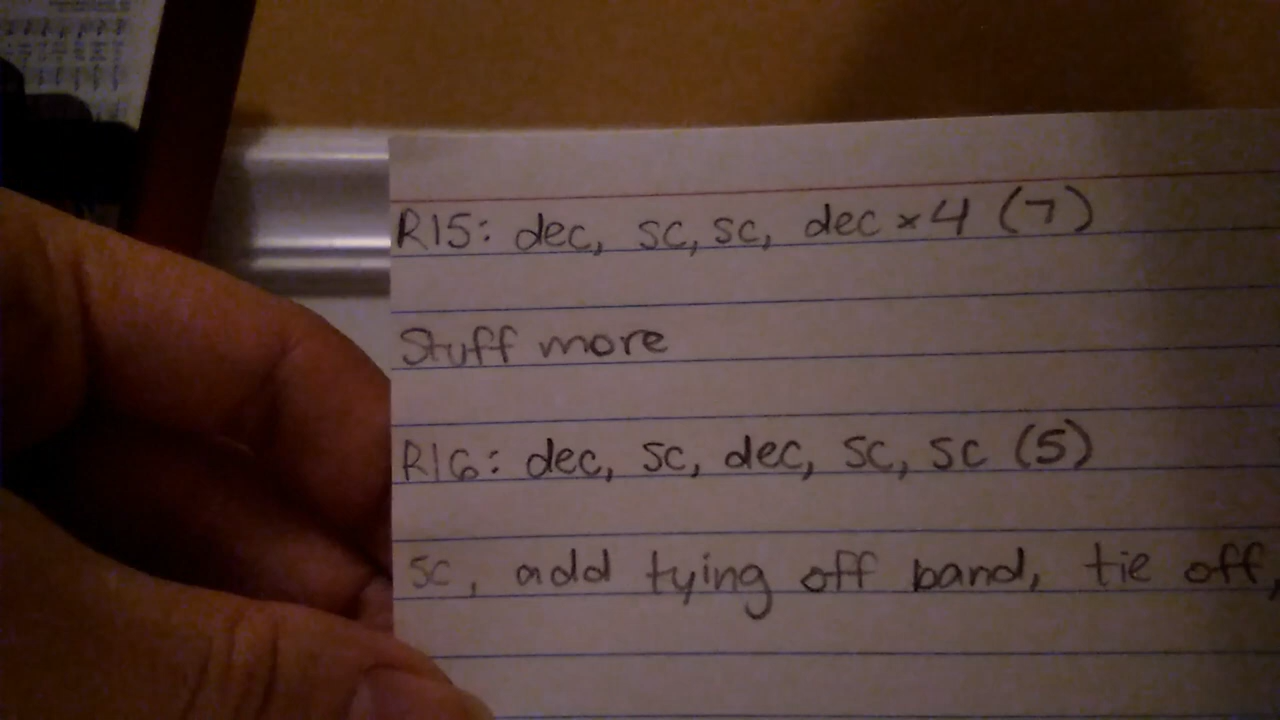 R15: dec, sc, sc, dec x 4 (7)
Stuff more
R16: dec, sc, dec, sc, sc (5)
sc, add tying off band, tie off,